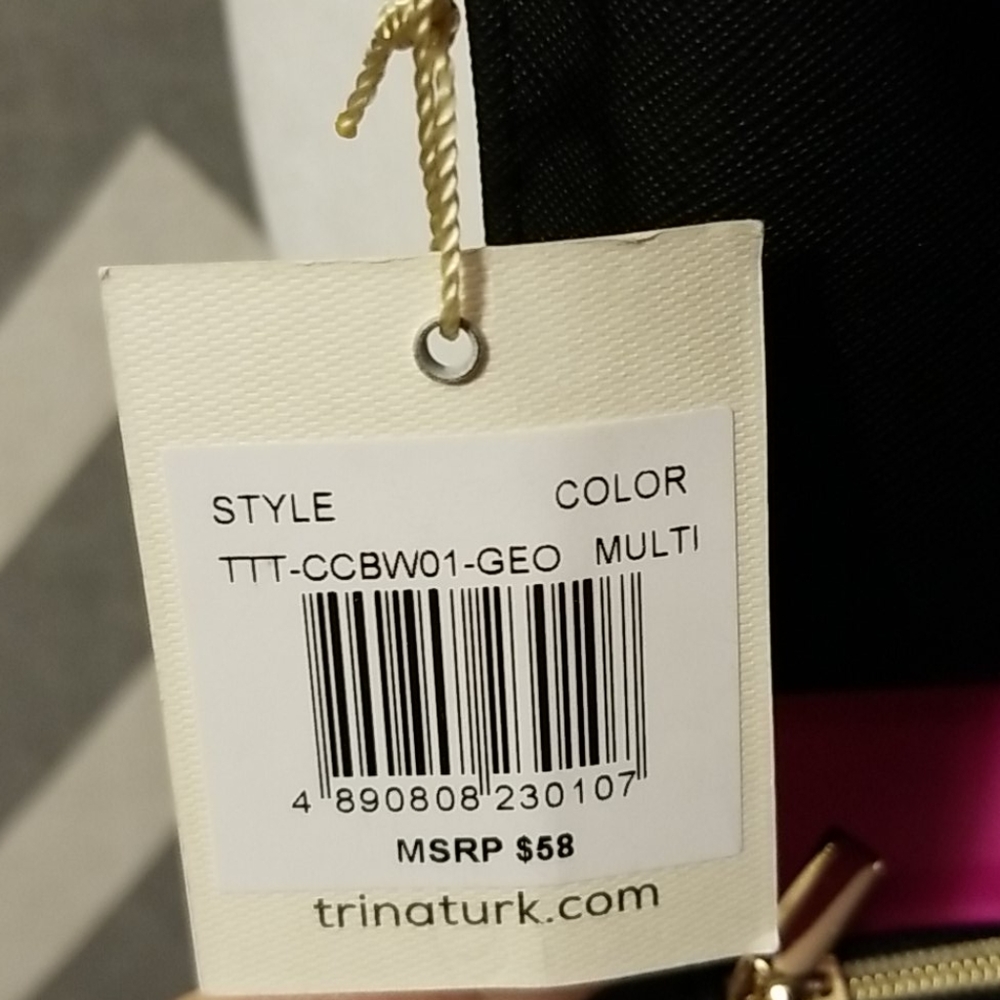 STYLE COLOR
TTT-CCBW01-GEO MULTI
4 890808 230107
MSRP $58
trinaturk.com